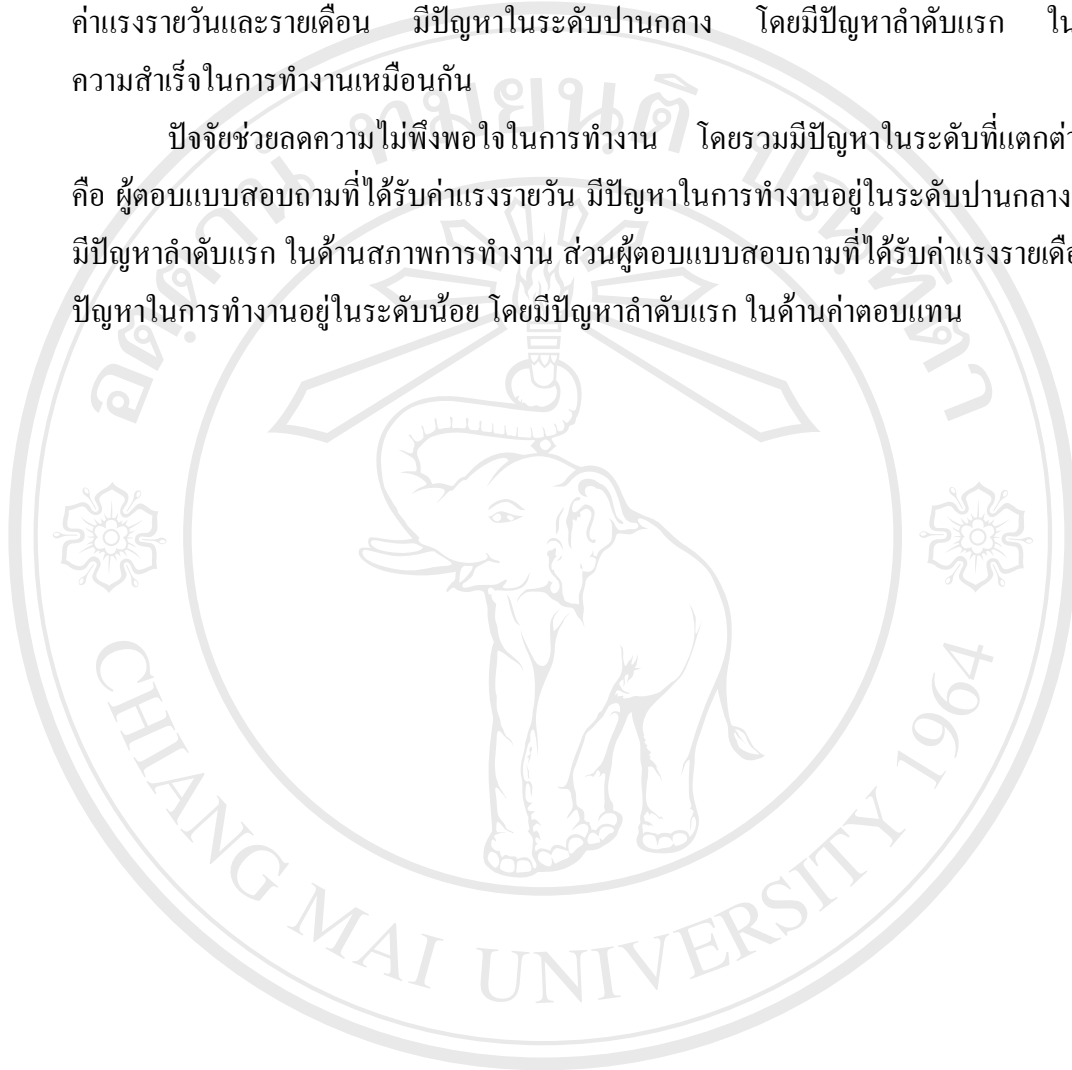 ค่าแรงรายวันและรายเดือน มีปัญหาในระดับปานกลาง โดยมีปัญหาลำดับแรก ใน
ความสำเร็จในการทำงานเหมือนกัน
ปัจจัยช่วยลดความไม่พึงพอใจในการทำงาน โดยรวมมีปัญหาในระดับที่แตกต่า
คือ ผู้ตอบแบบสอบถามที่ได้รับค่าแรงรายวัน มีปัญหาในการทำงานอยู่ในระดับปานกลาง
มีปัญหาลำดับแรก ในด้านสภาพการทำงาน ส่วนผู้ตอบแบบสอบถามที่ได้รับค่าแรงรายเดือ
ปัญหาในการทำงานอยู่ในระดับน้อย โดยมีปัญหาลำดับแรก ในด้านค่าตอบแทน
อตฺตานํ ทมยนฺติ ปณฺฑิตา
CHIANG MAI UNIVERSITY 1964